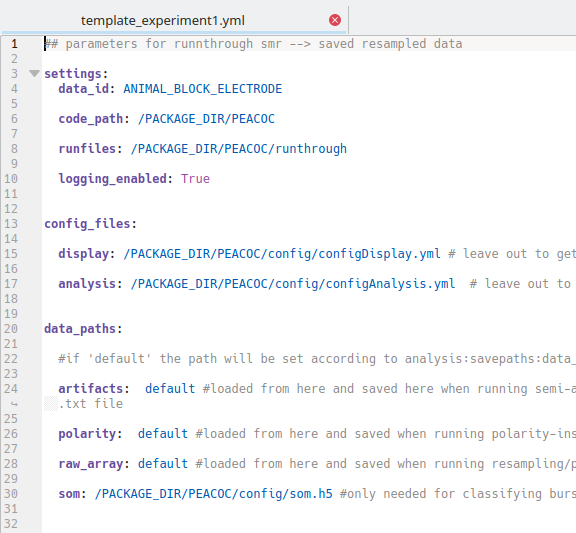 template_experiment1.yml
1 ## parameters for runnthrough smr --> saved resampled data
2
3 settings:
4 data_id: ANIMAL_BLOCK_ELECTRODE
5
6 code_path: /PACKAGE_DIR/PEACOC
7
8 runfiles: /PACKAGE_DIR/PEACOC/runthrough
9
10 logging_enabled: True
11
12
13 config_files:
14
15 display: /PACKAGE_DIR/PEACOC/config/configDisplay.yml # leave out to get
16
17 analysis: /PACKAGE_DIR/PEACOC/config/configAnalysis.yml # leave out to
18
19
20 data_paths:
21
22 #if 'default' the path will be set according to analysis:savepaths:data_
23
24 artifacts: default #loaded from here and saved here when running semi-a
.txt file
25
26 polarity: default #loaded from here and saved when running polarity-ins
27
28 raw_array: default #loaded from here and saved when running resampling/p
29
30 som: /PACKAGE_DIR/PEACOC/config/som.h5 #only needed for classifying burs
31
32